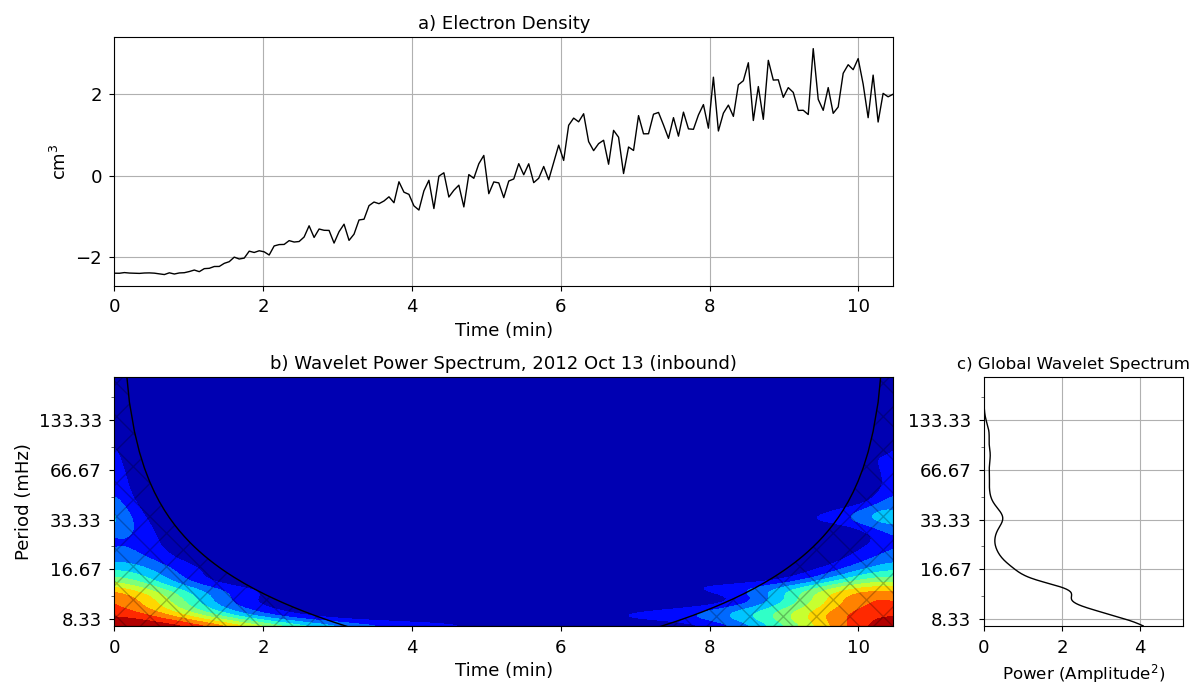 a) Electron Density
cm³
2
0
−2
0 2 4 6 8 10
Time (min)
b) Wavelet Power Spectrum, 2012 Oct 13 (inbound)
Period (mHz)
133.33
66.67
33.33
16.67
8.33
0 2 4 6 8 10
Time (min)
c) Global Wavelet Spectrum
133.33
66.67
33.33
16.67
8.33
0 2 4
Power (Amplitude²)